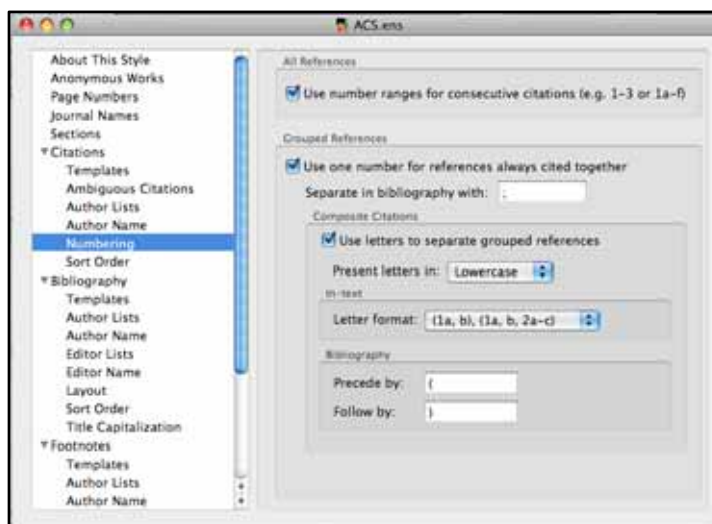 ACS.ens
About This Style
Anonymous Works
Page Numbers
Journal Names
Sections
Citations
Templates
Ambiguous Citations
Author Lists
Author Name
Numbering
Sort Order
Bibliography
Templates
Author Lists
Author Name
Editor Lists
Editor Name
Layout
Sort Order
Title Capitalization
Footnotes
Templates
Author Lists
Author Name
All References
Use number ranges for consecutive citations (e.g. 1-3 or 1a-f)
Grouped References
Use one number for references always cited together
Separate in bibliography with: ;
Composite Citations
Use letters to separate grouped references
Present letters in: Lowercase
In-text
Letter format: (1a, b), (1a, b, 2a-c)
Bibliography
Precede by: (
Follow by: )